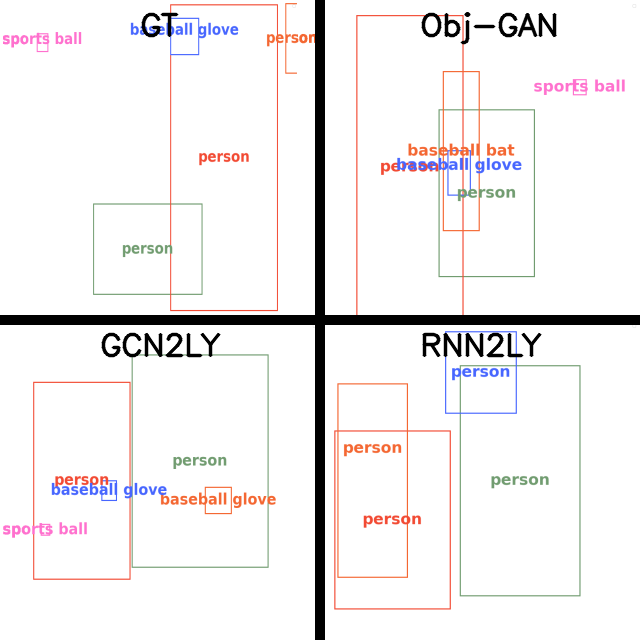 GT
baseball glove
sports ball
person
person
person
Obj-GAN
sports ball
baseball bat
baseball glove
person
person
GCN2LY
person
person
baseball glove
baseball glove
sports ball
RNN2LY
person
person
person
person